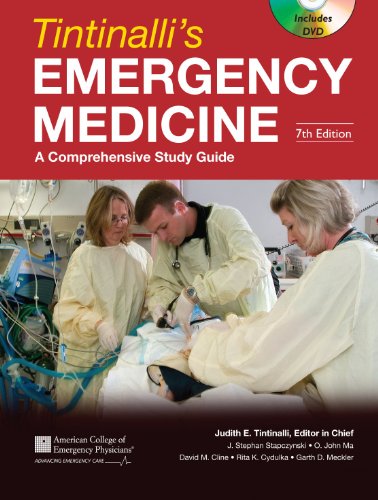 Includes
DVD
Tintinalli's
EMERGENCY
MEDICINE
7th Edition
A Comprehensive Study Guide
Judith E. Tintinalli, Editor in Chief
J. Stephan Stapczynski • O. John Ma
David M. Cline • Rita K. Cydulka • Garth D. Meckler
American College of
Emergency Physicians®
ADVANCING EMERGENCY CARE